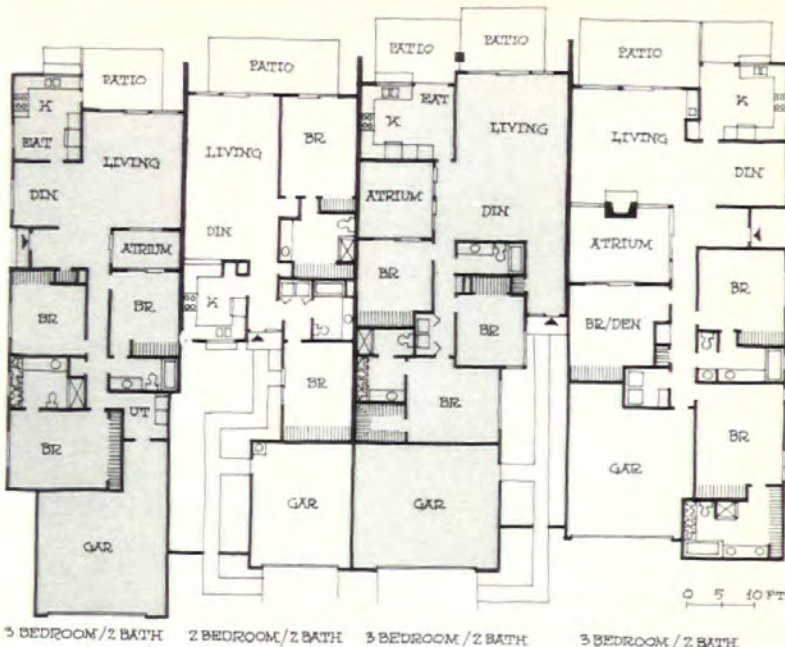 PATIO
K
EAT
LIVING
DIN
ATRIUM
BR
BR
UT
BR
GAR
3 BEDROOM/2 BATH
PATIO
LIVING
BR
DIN
K
BR
GAR
2 BEDROOM/2 BATH
PATIO
PATIO
EAT
K
LIVING
ATRIUM
DIN
BR
BR
BR
GAR
3 BEDROOM/2 BATH
PATIO
K
LIVING
DIN
ATRIUM
BR
BR/DEN
BR
GAR
0 5 10 FT
3 BEDROOM/2 BATH